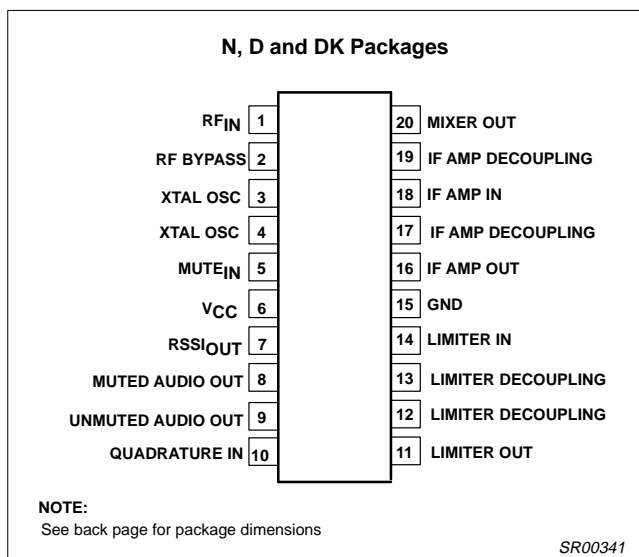 N, D and DK Packages
RFIN 1
RF BYPASS 2
XTAL OSC 3
XTAL OSC 4
MUTEIN 5
VCC 6
RSSIOUT 7
MUTED AUDIO OUT 8
UNMUTED AUDIO OUT 9
QUADRATURE IN 10
20 MIXER OUT
19 IF AMP DECOUPLING
18 IF AMP IN
17 IF AMP DECOUPLING
16 IF AMP OUT
15 GND
14 LIMITER IN
13 LIMITER DECOUPLING
12 LIMITER DECOUPLING
11 LIMITER OUT
NOTE:
See back page for package dimensions
SR00341